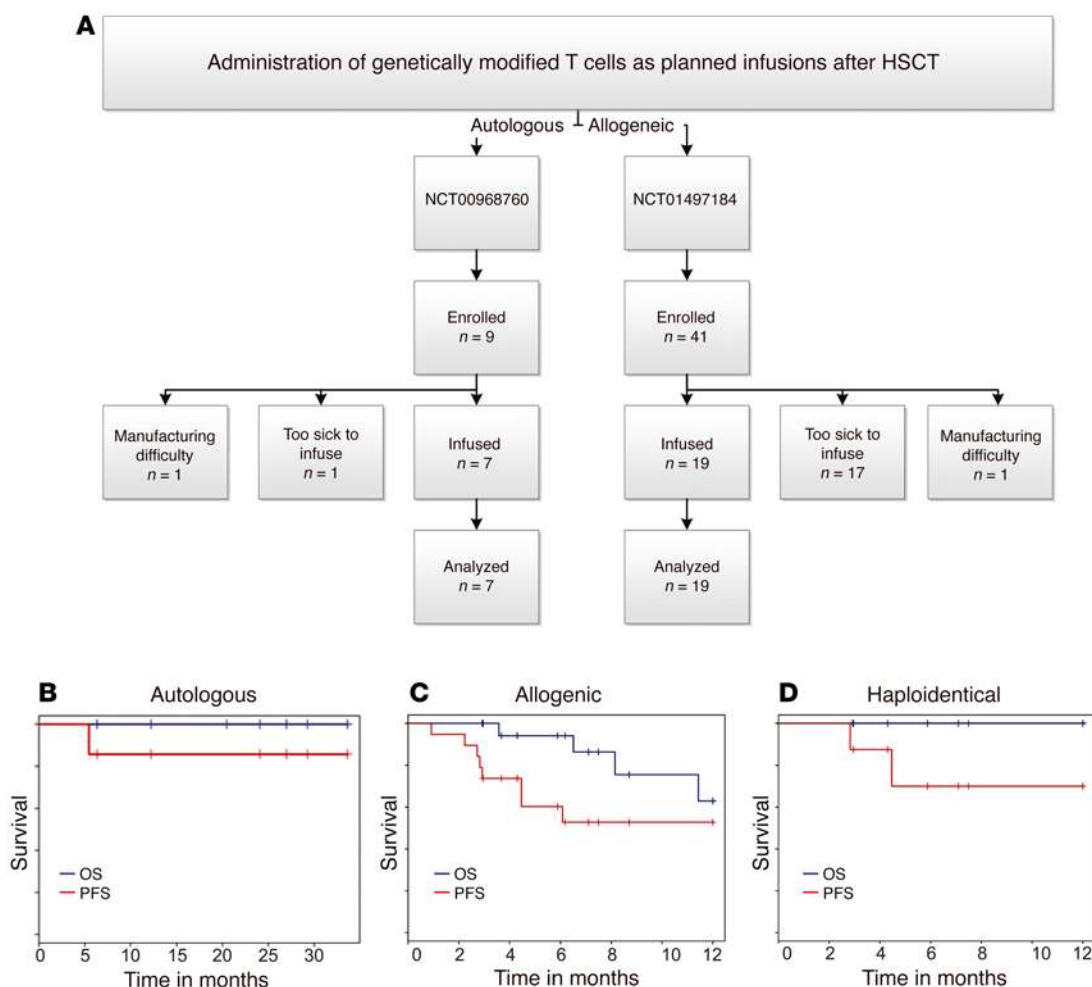 A
Administration of genetically modified T cells as planned infusions after HSCT
Autologous Allogeneic
NCT00968760
NCT01497184
Enrolled
n = 9
Enrolled
n = 41
Manufacturing
difficulty
n = 1
Too sick to
infuse
n = 1
Infused
n = 7
Infused
n = 19
Too sick to
infuse
n = 17
Manufacturing
difficulty
n = 1
Analyzed
n = 7
Analyzed
n = 19
B
Autologous
Survival
OS
PFS
0 5 10 15 20 25 30
Time in months
C
Allogenic
Survival
OS
PFS
0 2 4 6 8 10 12
Time in months
D
Haploidentical
Survival
OS
PFS
0 2 4 6 8 10 12
Time in months